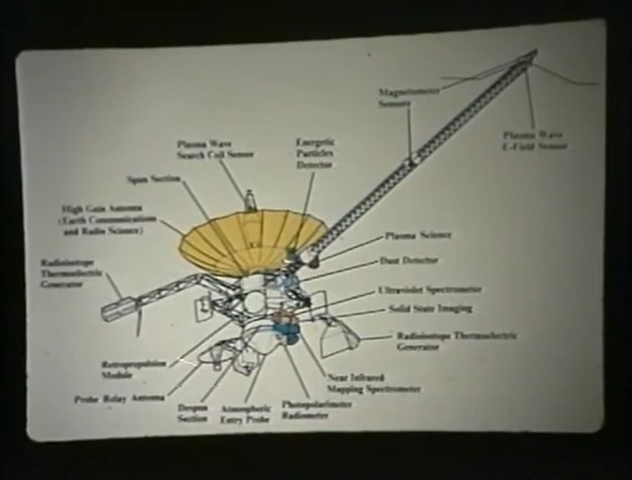 Magnetometer
Sensors
Plasma Wave
E-Field Sensor
Plasma Wave
Search Coil Sensor
Energetic
Particles
Detector
Spun Section
High Gain Antenna
(Earth Communications
and Radio Science)
Plasma Science
Dust Detector
Radioisotope
Thermoelectric
Generator
Ultraviolet Spectrometer
Solid State Imaging
Radioisotope Thermoelectric
Generator
Retropropulsion
Module
Near Infrared
Mapping Spectrometer
Probe Relay Antenna
Despun
Section
Atmospheric
Entry Probe
Photopolarimeter
Radiometer